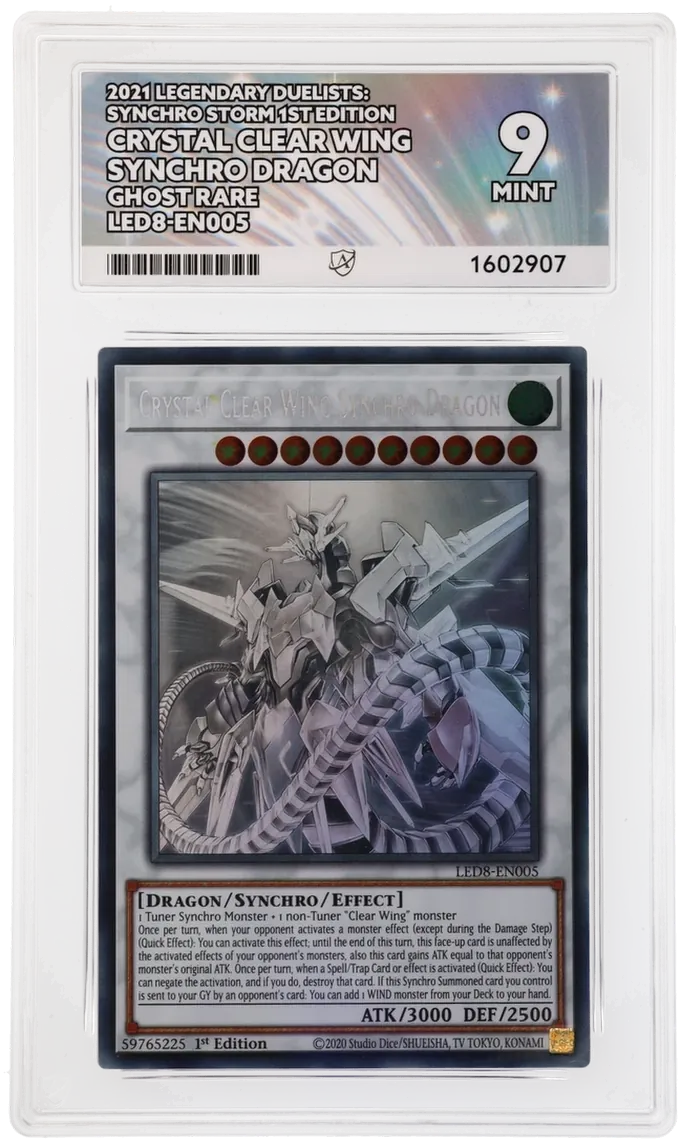 2021 LEGENDARY DUELISTS:
SYNCHRO STORM 1ST EDITION
CRYSTAL CLEAR WING
SYNCHRO DRAGON
GHOST RARE
LED8-EN005
9
MINT
1602907
CRYSTAL CLEAR WING SYNCHRO DRAGON
LED8-EN005
[DRAGON/SYNCHRO/EFFECT]
1 Tuner Synchro Monster + 1 non-Tuner "Clear Wing" monster
Once per turn, when your opponent activates a monster effect (except during the Damage Step)
(Quick Effect): You can activate this effect; until the end of this turn, this face-up card is unaffected
by the activated effects of your opponent's monsters, also this card gains ATK equal to that opponent's
monster's original ATK. Once per turn, when a Spell/Trap Card or effect is activated (Quick Effect): You
can negate the activation, and if you do, destroy that card. If this Synchro Summoned card you control
is sent to your GY by an opponent's card: You can add 1 WIND monster from your Deck to your hand.
ATK/3000 DEF/2500
59765225 1st Edition ©2020 Studio Dice/SHUEISHA, TV TOKYO, KONAMI